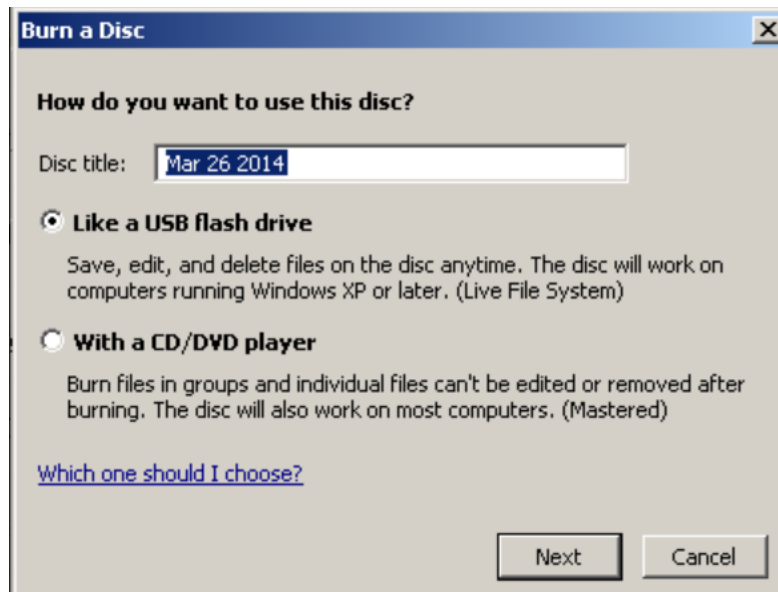 Burn a Disc
How do you want to use this disc?
Disc title: Mar 26 2014
Like a USB flash drive
Save, edit, and delete files on the disc anytime. The disc will work on
computers running Windows XP or later. (Live File System)
With a CD/DVD player
Burn files in groups and individual files can't be edited or removed after
burning. The disc will also work on most computers. (Mastered)
Which one should I choose?
Next Cancel